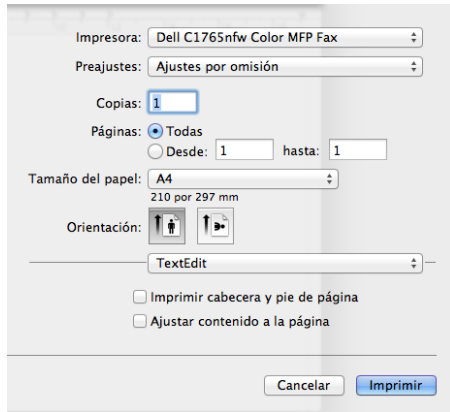 Impresora: Dell C1765nfw Color MFP Fax
Preajustes: Ajustes por omisión
Copias: 1
Páginas: Todas
Desde: 1 hasta: 1
Tamaño del papel: A4
210 por 297 mm
Orientación:
TextEdit
Imprimir cabecera y pie de página
Ajustar contenido a la página
Cancelar Imprimir